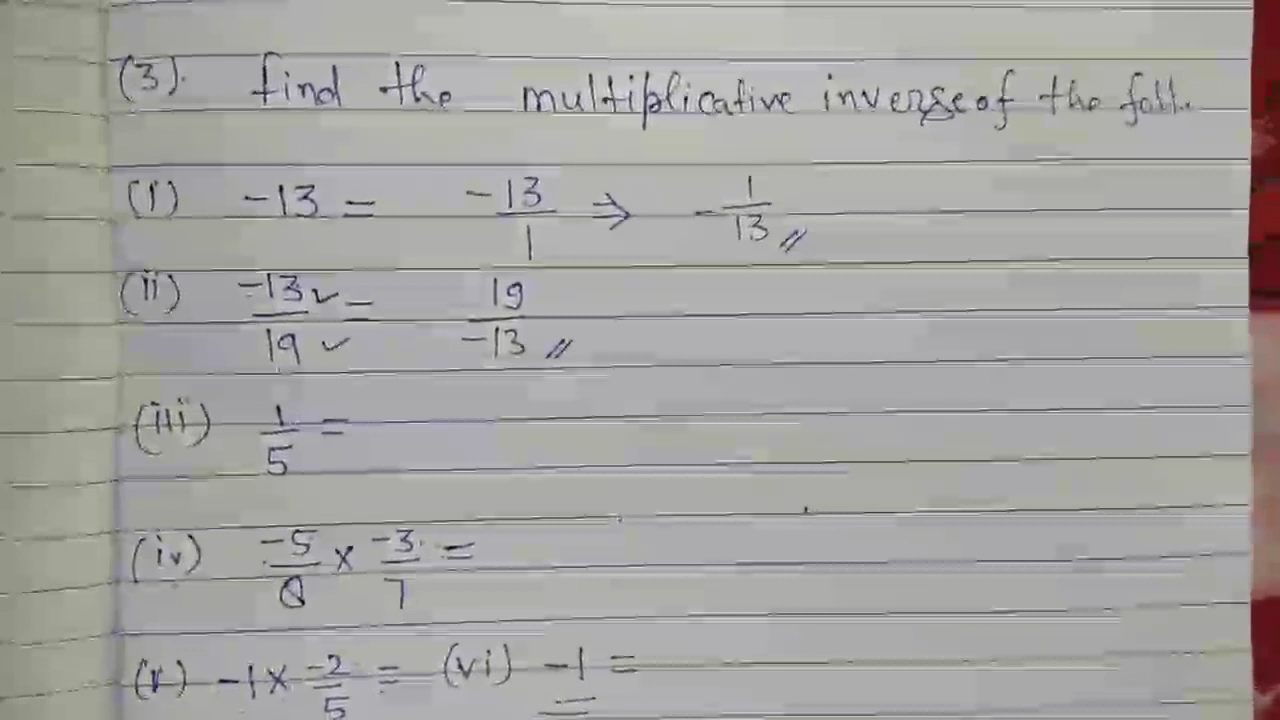 (3). find the multiplicative inverse of the foll..
(i) -13 = -13/1 ⇒ -1/13 //
(ii) -13/19 = 19/-13 //
(iii) 1/5 =
(iv) -5/8 × -3/7 =
(v) -1 × -2/5 = (vi) -1 =